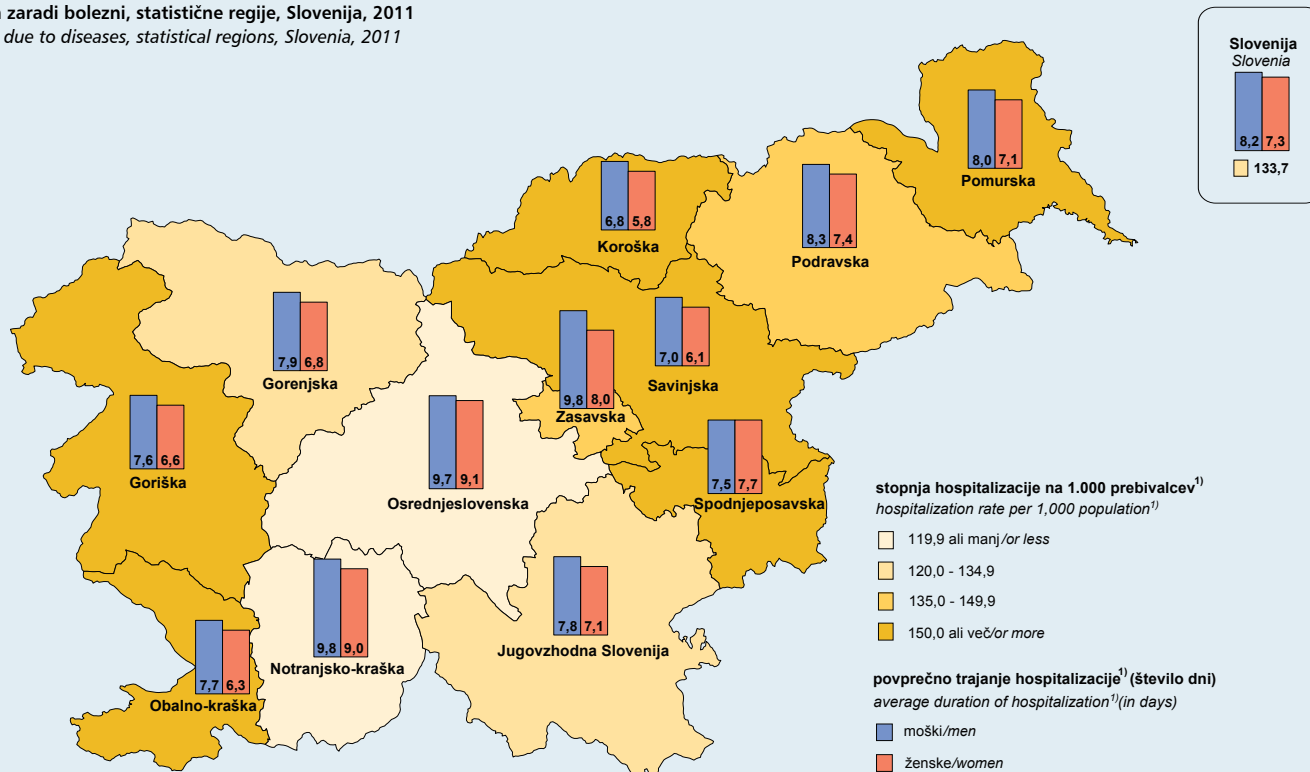 zaradi bolezni, statistične regije, Slovenija, 2011
due to diseases, statistical regions, Slovenia, 2011
Slovenija
Slovenia
8,2 7,3
133,7
8,0 7,1
Pomurska
6,8 5,8
Koroška
8,3 7,4
Podravska
7,9 6,8
Gorenjska
7,0 6,1
Savinjska
9,8 8,0
Zasavska
7,6 6,6
Goriška
9,7 9,1
Osrednjeslovenska
7,5 7,7
Spodnjeposavska
9,8 9,0
Notranjsko-kraška
7,8 7,1
Jugovzhodna Slovenija
7,7 6,3
Obalno-kraška
stopnja hospitalizacije na 1.000 prebivalcev1)
hospitalization rate per 1,000 population1)
119,9 ali manj/or less
120,0 - 134,9
135,0 - 149,9
150,0 ali več/or more
povprečno trajanje hospitalizacije1) (število dni)
average duration of hospitalization1)(in days)
moški/men
ženske/women